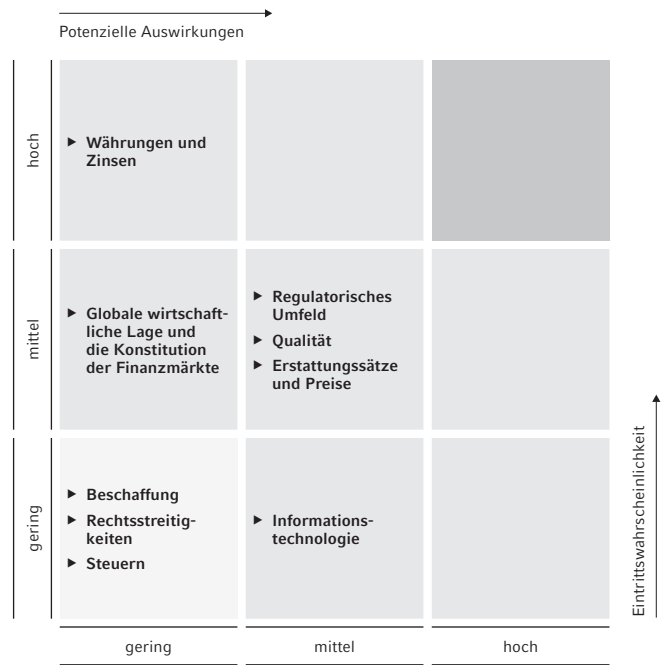 Potenzielle Auswirkungen
hoch
▶ Währungen und
Zinsen
mittel
▶ Globale wirtschaft-
liche Lage und
die Konstitution
der Finanzmärkte
▶ Regulatorisches
Umfeld
▶ Qualität
▶ Erstattungssätze
und Preise
gering
▶ Beschaffung
▶ Rechtsstreitig-
keiten
▶ Steuern
▶ Informations-
technologie
Eintrittswahrscheinlichkeit
gering
mittel
hoch